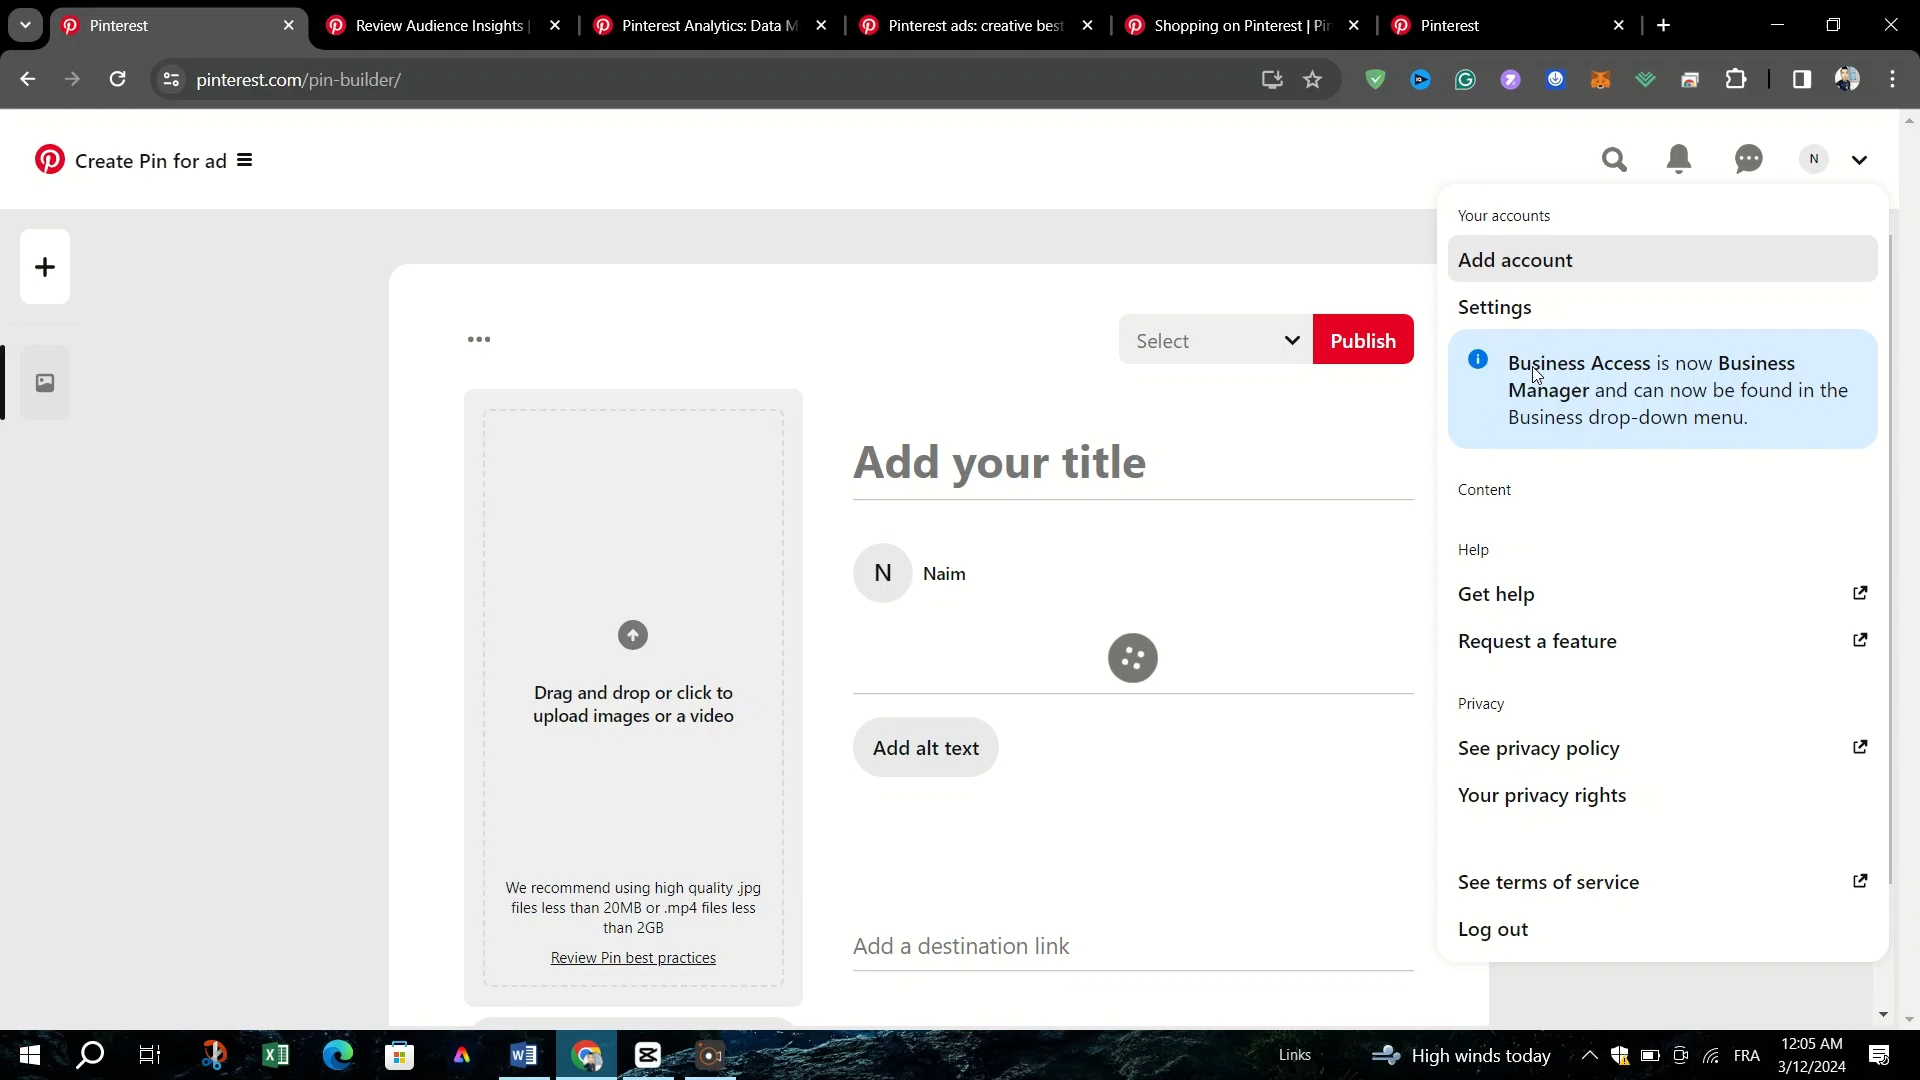 Pinterest
Review Audience Insights
Pinterest Analytics: Data M
Pinterest ads: creative best
Shopping on Pinterest | Pin
Pinterest
pinterest.com/pin-builder/
Create Pin for ad
N
Your accounts
Add account
Settings
Business Access is now Business
Manager and can now be found in the
Business drop-down menu.
Content
Help
Get help
Request a feature
Privacy
See privacy policy
Your privacy rights
See terms of service
Log out
Select
Publish
Add your title
N
Naim
Drag and drop or click to
upload images or a video
Add alt text
We recommend using high quality .jpg
files less than 20MB or .mp4 files less
than 2GB
Review Pin best practices
Add a destination link
Links
High winds today
FRA
12:05 AM
3/12/2024